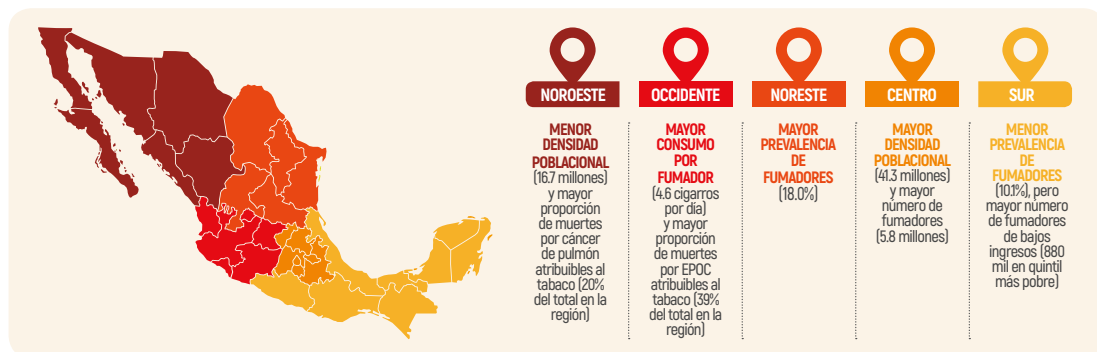 NOROESTE
MENOR
DENSIDAD
POBLACIONAL
(16.7 millones)
y mayor
proporción
de muertes
por cáncer
de pulmón
atribuibles al
tabaco (20%
del total en la
región)
OCCIDENTE
MAYOR
CONSUMO
POR
FUMADOR
(4.6 cigarros
por día)
y mayor
proporción
de muertes
por EPOC
atribuibles al
tabaco (39%
del total en la
región)
NORESTE
MAYOR
PREVALENCIA
DE
FUMADORES
(18.0%)
CENTRO
MAYOR
DENSIDAD
POBLACIONAL
(41.3 millones)
y mayor
número de
fumadores
(5.8 millones)
SUR
MENOR
PREVALENCIA
DE
FUMADORES
(10.1%), pero
mayor número
de fumadores
de bajos
ingresos (880
mil en quintil
más pobre)